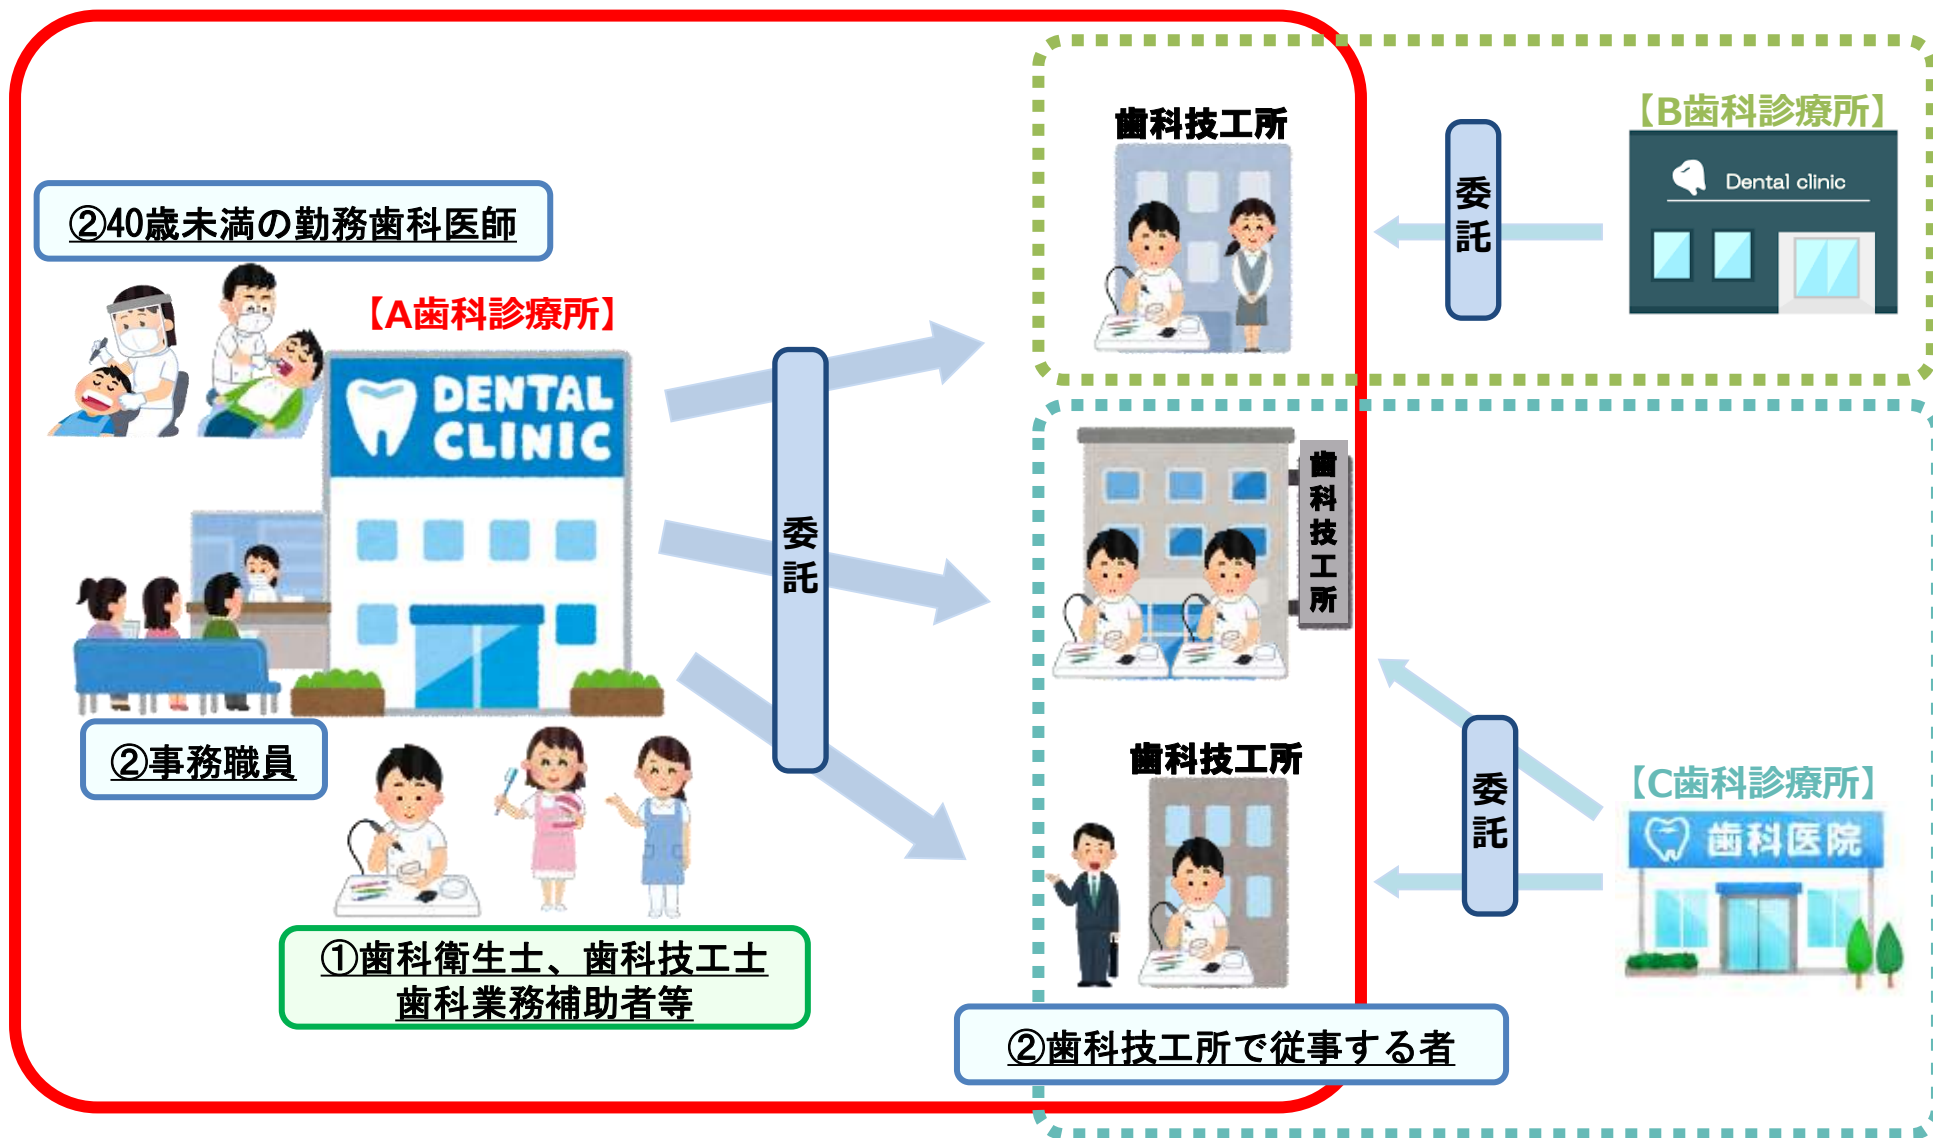 ②40歳未満の勤務歯科医師
【A歯科診療所】
DENTAL
CLINIC
②事務職員
①歯科衛生士、歯科技工士
歯科業務補助者等
委託
歯科技工所
歯科技工所
歯科技工所
②歯科技工所で従事する者
委託
【B歯科診療所】
Dental clinic
委託
【C歯科診療所】
歯科医院